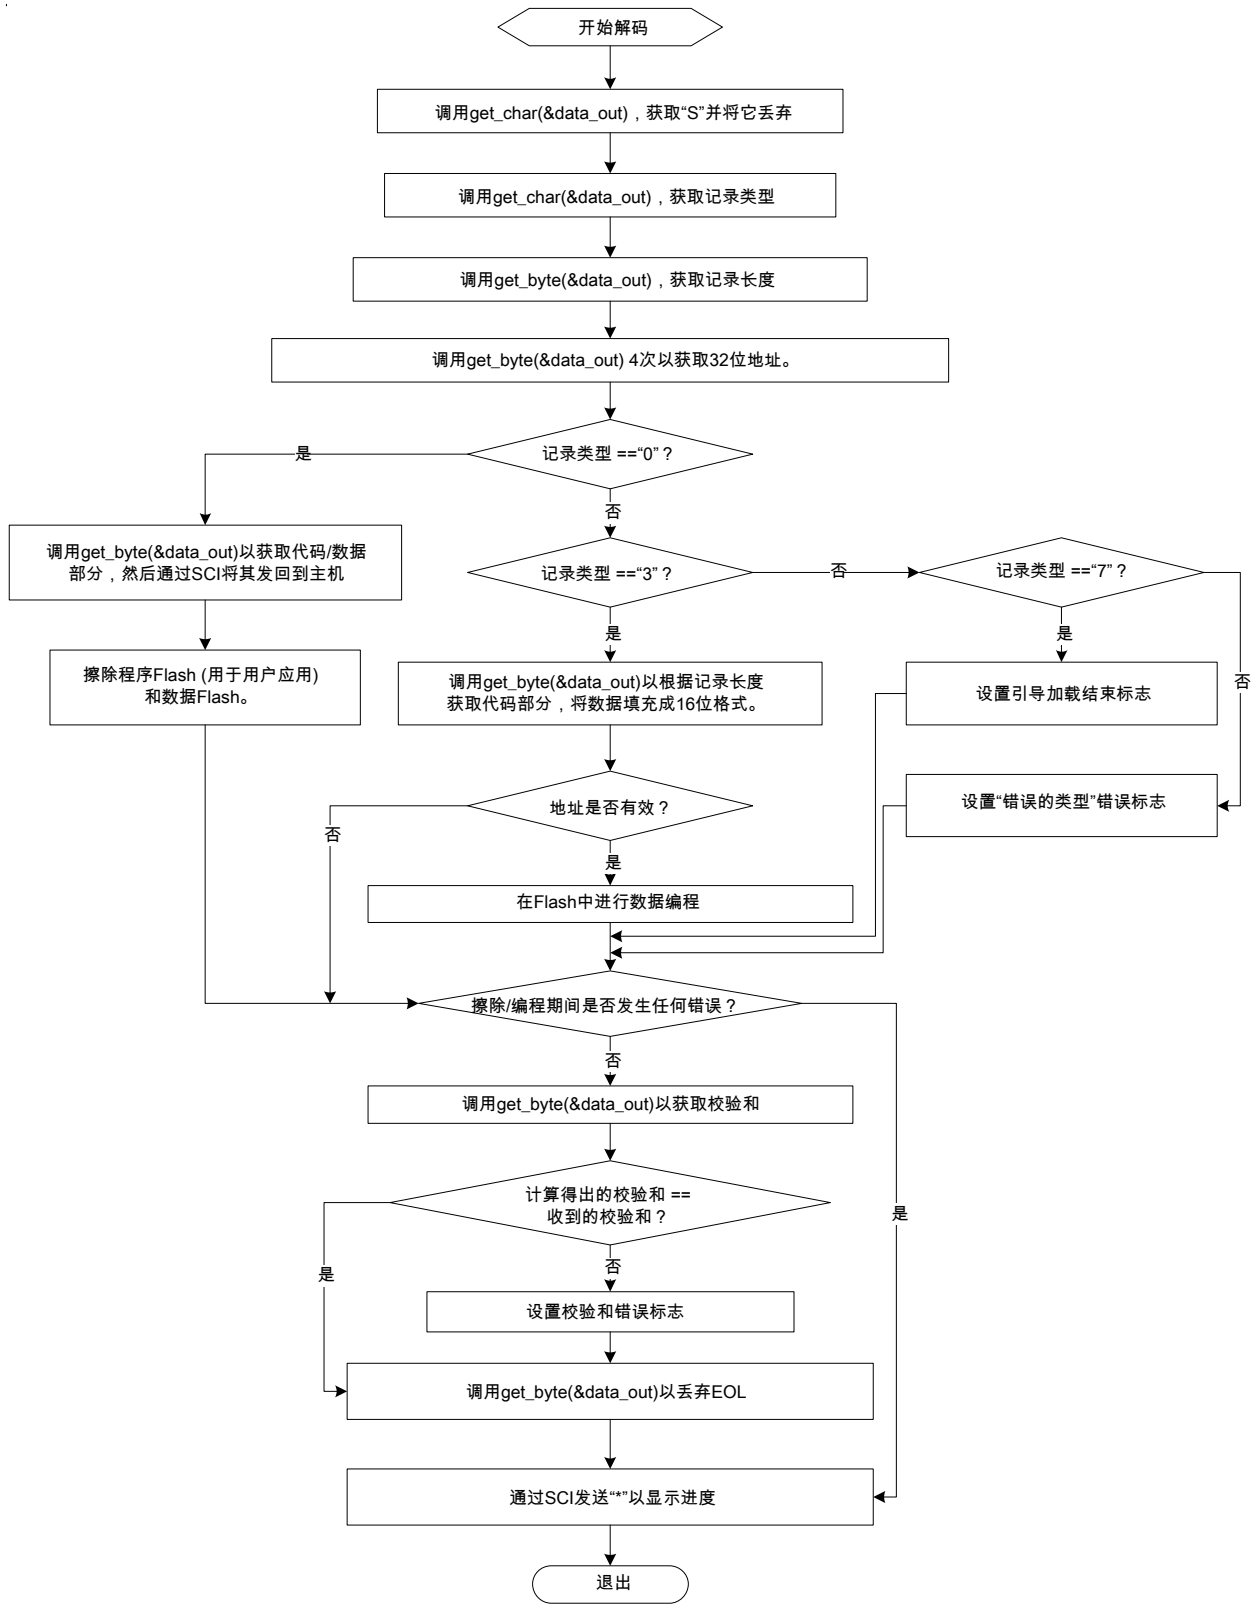 开始解码
调用get_char(&data_out)，获取“S”并将它丢弃
调用get_char(&data_out)，获取记录类型
调用get_byte(&data_out)，获取记录长度
调用get_byte(&data_out) 4次以获取32位地址。
记录类型 ==“0”？
是
否
调用get_byte(&data_out)以获取代码/数据
部分，然后通过SCI将其发回到主机
记录类型 ==“3”？
否
记录类型 ==“7”？
是
是
否
擦除程序Flash (用于用户应用)
和数据Flash。
调用get_byte(&data_out)以根据记录长度
获取代码部分，将数据填充成16位格式。
设置引导加载结束标志
地址是否有效？
设置“错误的类型”错误标志
否
是
在Flash中进行数据编程
擦除/编程期间是否发生任何错误？
否
调用get_byte(&data_out)以获取校验和
计算得出的校验和 ==
收到的校验和？
是
否
是
设置校验和错误标志
调用get_byte(&data_out)以丢弃EOL
通过SCI发送“*”以显示进度
退出